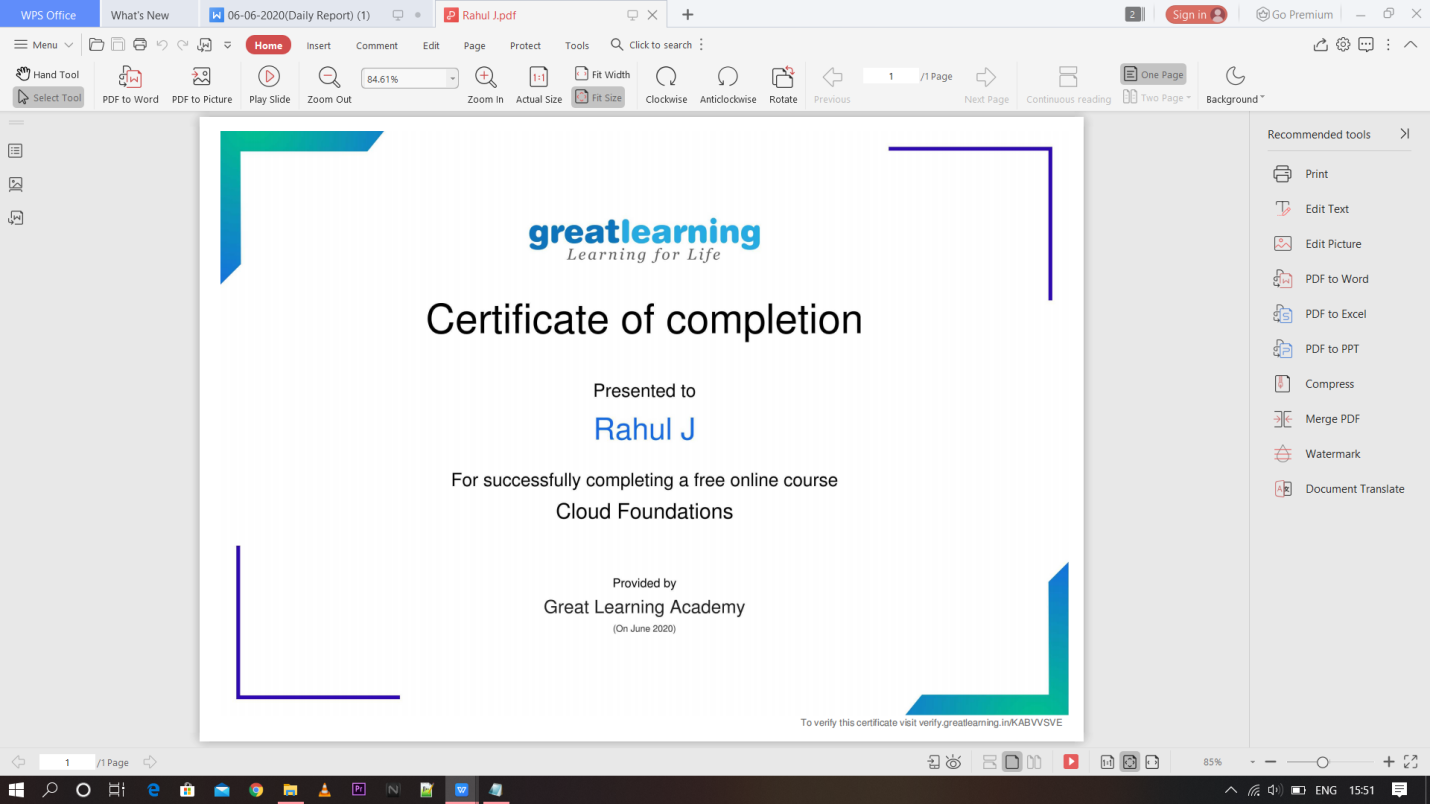 WPS Office
What's New
06-06-2020(Daily Report) (1)
Rahul J.pdf
2
Sign in
Go Premium
Menu
Home
Insert
Comment
Edit
Page
Protect
Tools
Click to search
Hand Tool
Select Tool
PDF to Word
PDF to Picture
Play Slide
Zoom Out
84.61%
Zoom In
1:1
Actual Size
Fit Width
Fit Size
Clockwise
Anticlockwise
Rotate
Previous
1 /1 Page
Next Page
Continuous reading
One Page
Two Page
Background
greatlearning
Learning for Life
Certificate of completion
Presented to
Rahul J
For successfully completing a free online course
Cloud Foundations
Provided by
Great Learning Academy
(On June 2020)
To verify this certificate visit verify.greatlearning.in/KABVVSVE
Recommended tools
Print
Edit Text
Edit Picture
PDF to Word
PDF to Excel
PDF to PPT
Compress
Merge PDF
Watermark
Document Translate
1 /1 Page
1:1
85%
Pr
N
ENG
15:51